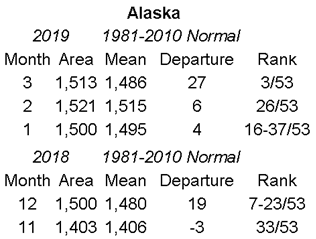 Alaska
2019 1981-2010 Normal
Month Area Mean Departure Rank
3 1,513 1,486 27 3/53
2 1,521 1,515 6 26/53
1 1,500 1,495 4 16-37/53
2018 1981-2010 Normal
Month Area Mean Departure Rank
12 1,500 1,480 19 7-23/53
11 1,403 1,406 -3 33/53